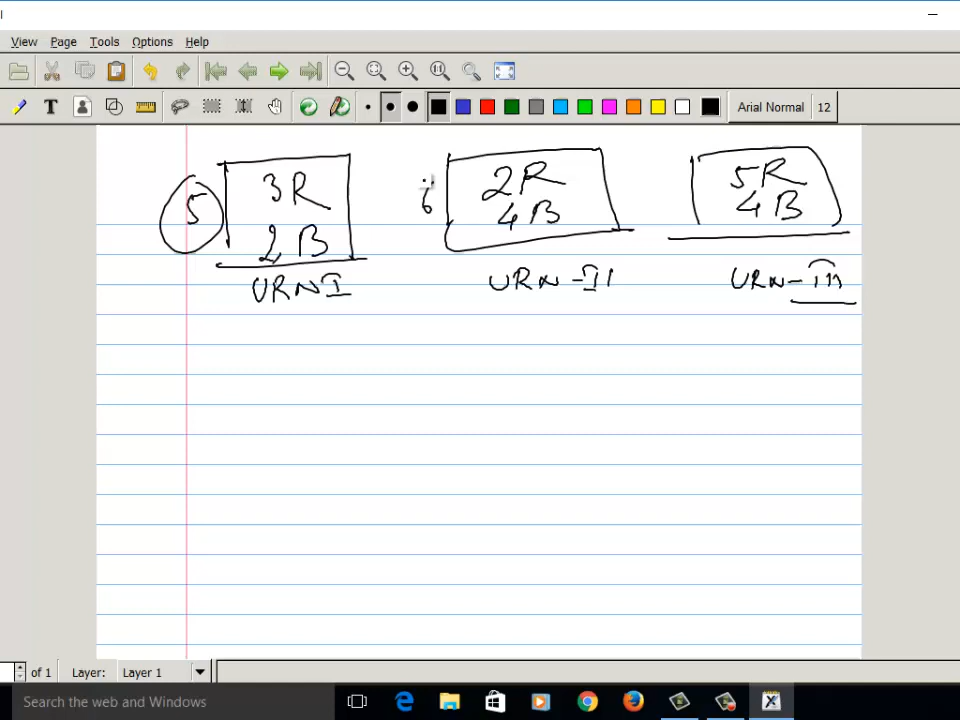 l
View Page Tools Options Help
Arial Normal 12
5
3R
2B
URN I
6
2R
4B
URN-II
5R
4B
URN-III
of 1 Layer: Layer 1
Search the web and Windows